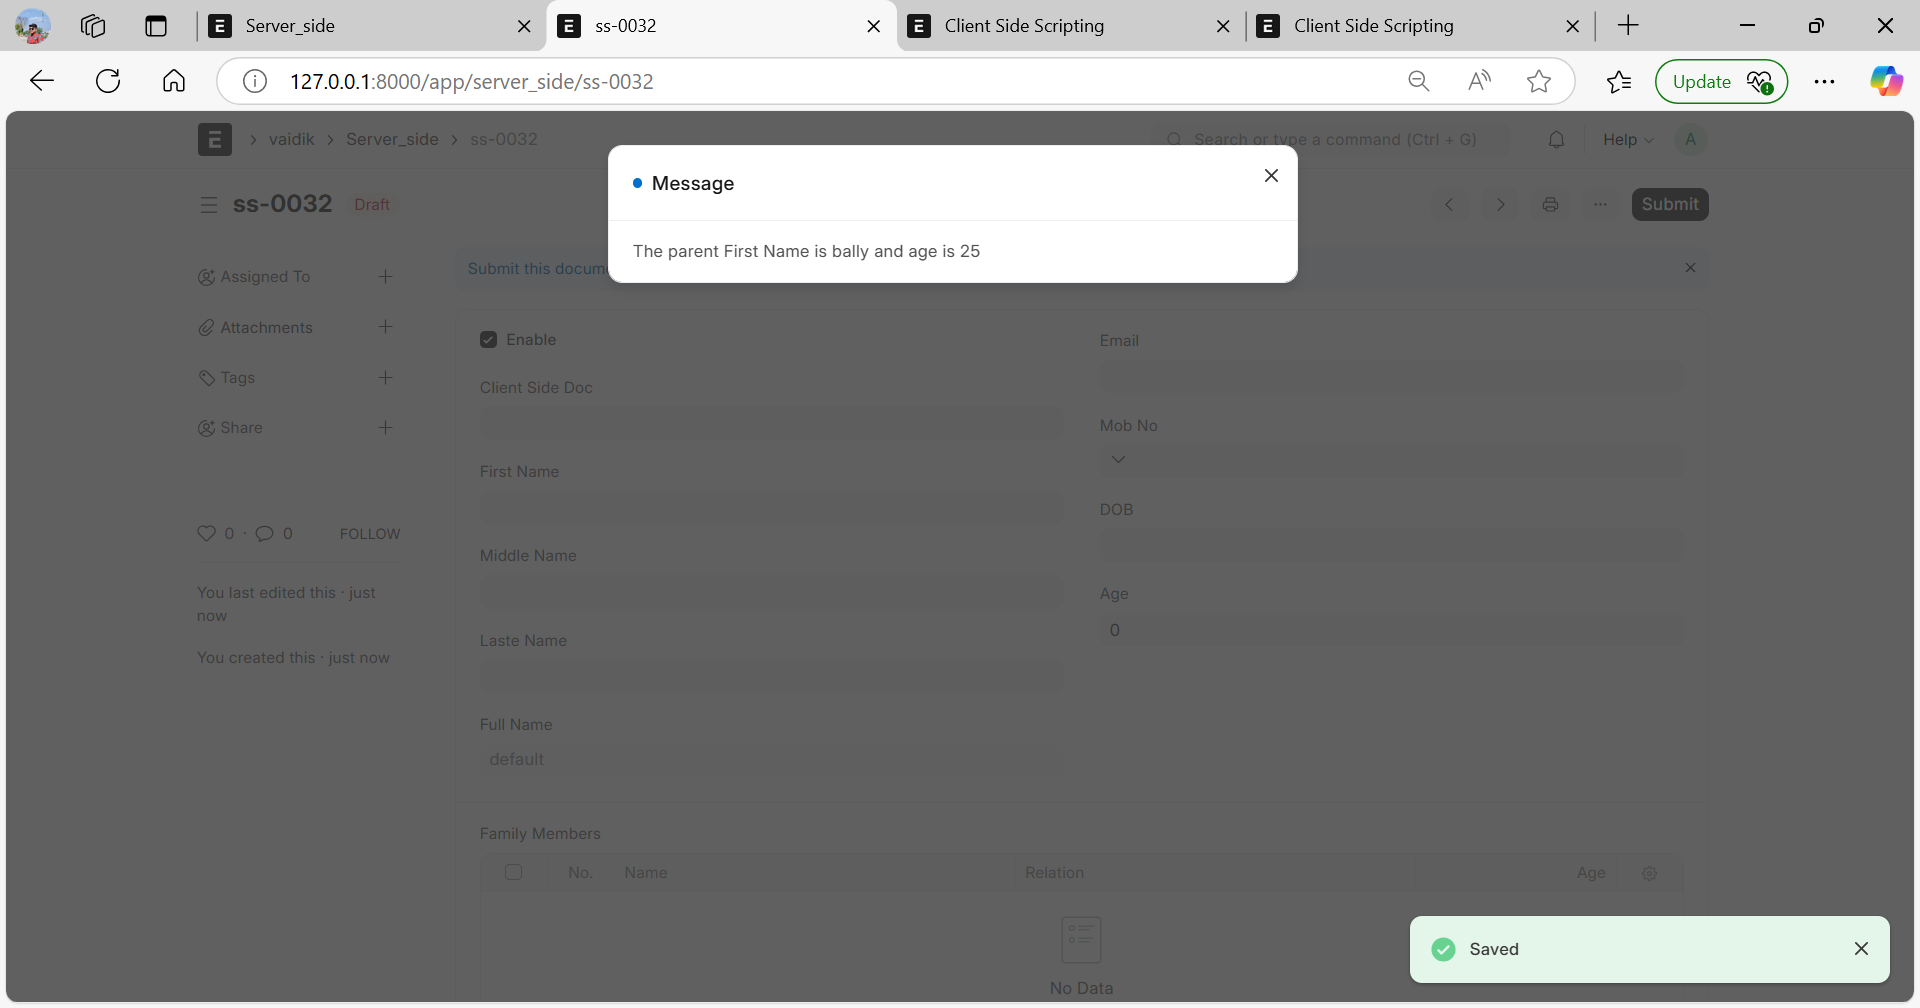 Server_side
ss-0032
Client Side Scripting
Client Side Scripting
127.0.0.1:8000/app/server_side/ss-0032
Update
E > vaidik > Server_side > ss-0032
Search or type a command (Ctrl + G)
Help
A
ss-0032 Draft
Submit
Message
The parent First Name is bally and age is 25
Submit this
Assigned To
Attachments
Tags
Share
0 · 0 FOLLOW
You last edited this · just
now
You created this · just now
Enable
Client Side Doc
First Name
Middle Name
Laste Name
Full Name
default
Email
Mob No
DOB
Age
0
Family Members
No. Name Relation Age
No Data
Saved